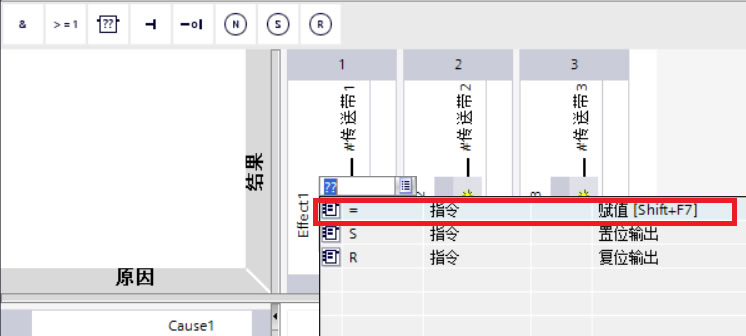 & >=1 ?? N S R
1 2 3
#传送带1
#传送带2
#传送带3
结果
Effect1
??
= 指令 赋值 [Shift+F7]
S 指令 置位输出
R 指令 复位输出
原因
Cause1